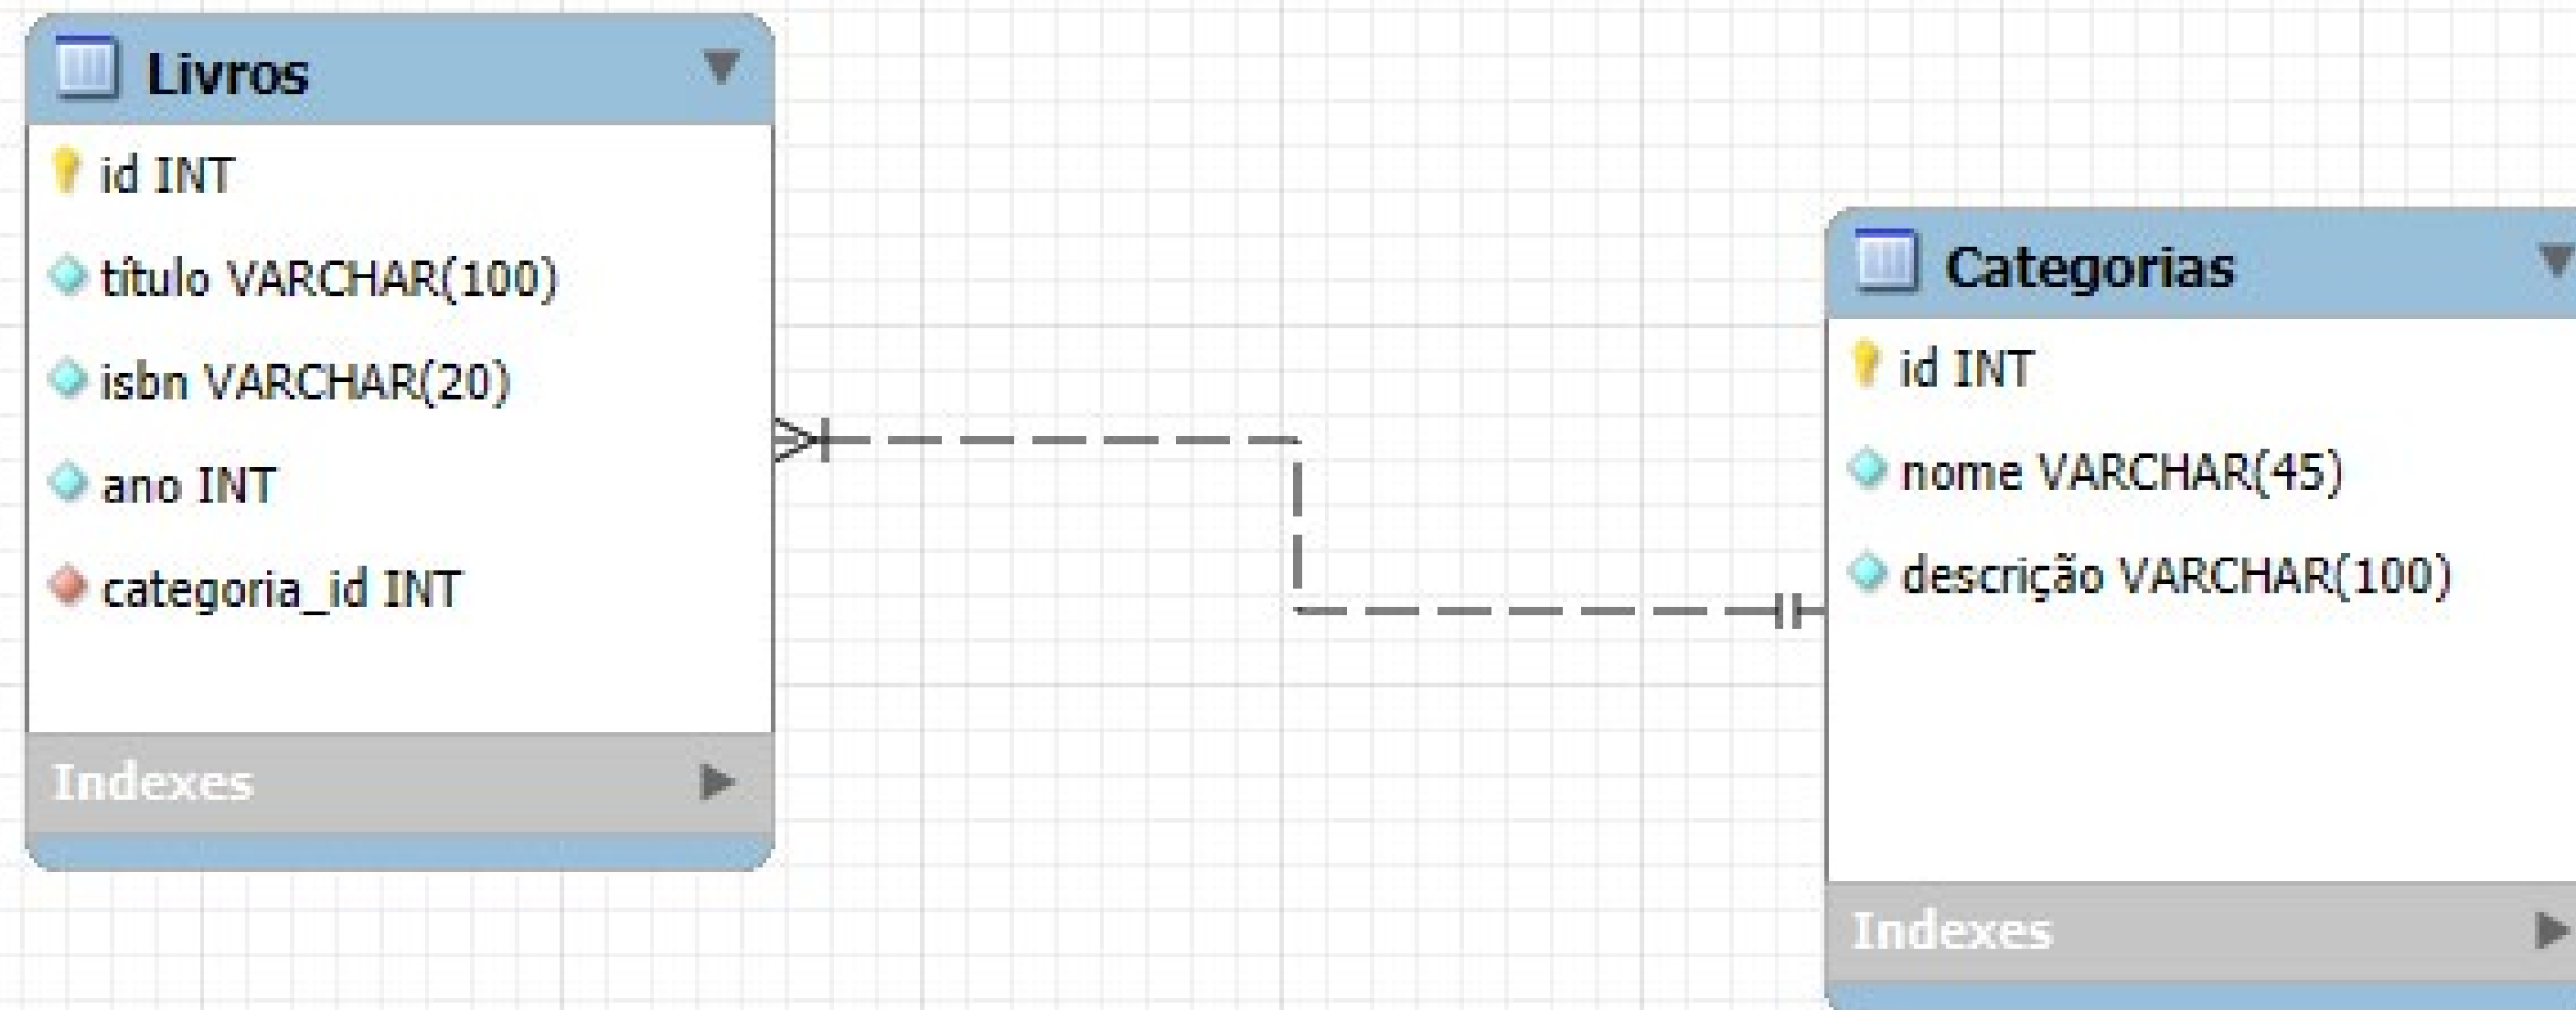 Livros
id INT
título VARCHAR(100)
isbn VARCHAR(20)
ano INT
categoria_id INT
Indexes
Categorias
id INT
nome VARCHAR(45)
descrição VARCHAR(100)
Indexes